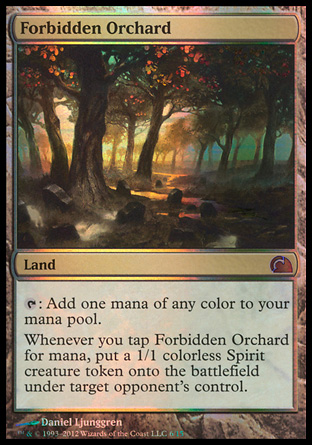 Forbidden Orchard
Land
: Add one mana of any color to your
mana pool.
Whenever you tap Forbidden Orchard
for mana, put a 1/1 colorless Spirit
creature token onto the battlefield
under target opponent's control.
Daniel Ljunggren
™ & © 1993–2012 Wizards of the Coast LLC